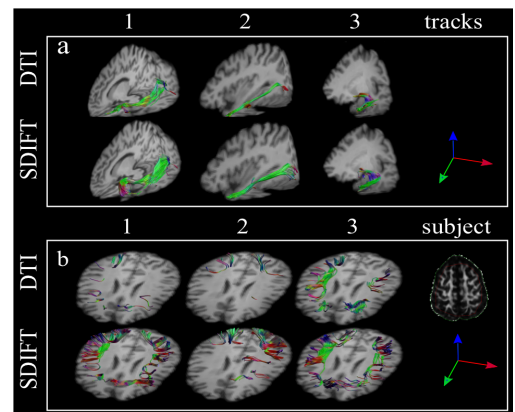 1 2 3 tracks
a
DTI
SDIFT
1 2 3 subject
b
DTI
SDIFT